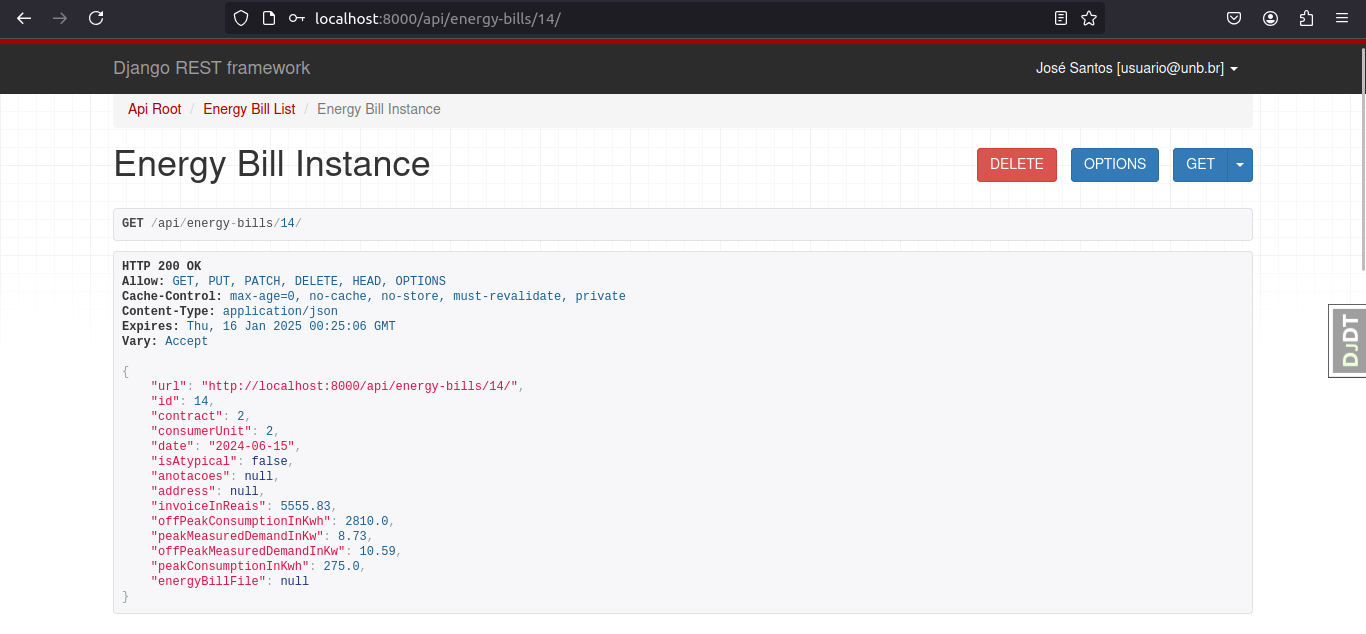 localhost:8000/api/energy-bills/14/
Django REST framework
José Santos [usuario@unb.br]
Api Root / Energy Bill List / Energy Bill Instance
Energy Bill Instance
DELETE
OPTIONS
GET
GET /api/energy-bills/14/
HTTP 200 OK
Allow: GET, PUT, PATCH, DELETE, HEAD, OPTIONS
Cache-Control: max-age=0, no-cache, no-store, must-revalidate, private
Content-Type: application/json
Expires: Thu, 16 Jan 2025 00:25:06 GMT
Vary: Accept
{
    "url": "http://localhost:8000/api/energy-bills/14/",
    "id": 14,
    "contract": 2,
    "consumerUnit": 2,
    "date": "2024-06-15",
    "isAtypical": false,
    "anotacoes": null,
    "address": null,
    "invoiceInReais": 5555.83,
    "offPeakConsumptionInKwh": 2810.0,
    "peakMeasuredDemandInKw": 8.73,
    "offPeakMeasuredDemandInKw": 10.59,
    "peakConsumptionInKwh": 275.0,
    "energyBillFile": null
}
DJDT